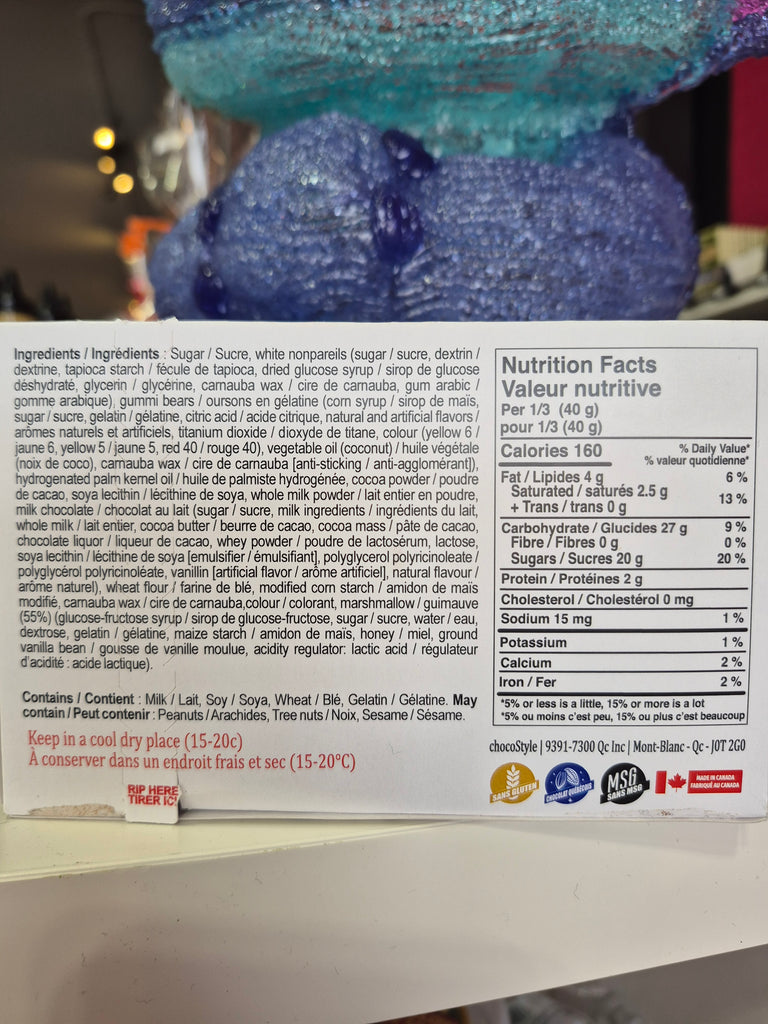 Ingredients / Ingrédients : Sugar / Sucre, white nonpareils (sugar / sucre, dextrin /
dextrine, tapioca starch / fécule de tapioca, dried glucose syrup / sirop de glucose
déshydraté, glycerin / glycérine, carnauba wax / cire de carnauba, gum arabic /
gomme arabique), gummi bears / oursons en gélatine (corn syrup / sirop de maïs,
sugar / sucre, gelatin / gélatine, citric acid / acide citrique, natural and artificial flavors /
arômes naturels et artificiels, titanium dioxide / dioxyde de titane, colour (yellow 6 /
jaune 6, yellow 5 / jaune 5, red 40 / rouge 40), vegetable oil (coconut) / huile végétale
(noix de coco), carnauba wax / cire de carnauba [anti-sticking / anti-agglomérant]),
hydrogenated palm kernel oil / huile de palmiste hydrogénée, cocoa powder / poudre
de cacao, soya lecithin / lécithine de soya, whole milk powder / lait entier en poudre,
milk chocolate / chocolat au lait (sugar / sucre, milk ingredients / ingrédients du lait,
whole milk / lait entier, cocoa butter / beurre de cacao, cocoa mass / pâte de cacao,
chocolate liquor / liqueur de cacao, whey powder / poudre de lactosérum, lactose,
soya lecithin / lécithine de soya [emulsifier / émulsifiant], polyglycerol polyricinoleate /
polyglycérol polyricinoléate, vanillin [artificial flavor / arôme artificiel], natural flavour /
arôme naturel), wheat flour / farine de blé, modified corn starch / amidon de maïs
modifié, carnauba wax / cire de carnauba,colour / colorant, marshmallow / guimauve
(55%) (glucose-fructose syrup / sirop de glucose-fructose, sugar / sucre, water / eau,
dextrose, gelatin / gélatine, maize starch / amidon de maïs, honey / miel, ground
vanilla bean / gousse de vanille moulue, acidity regulator: lactic acid / régulateur
d'acidité : acide lactique).
Contains / Contient : Milk / Lait, Soy / Soya, Wheat / Blé, Gelatin / Gélatine. May
contain / Peut contenir : Peanuts / Arachides, Tree nuts / Noix, Sesame / Sésame.
Keep in a cool dry place (15-20c)
À conserver dans un endroit frais et sec (15-20°C)
RIP HERE
TIRER ICI
Nutrition Facts
Valeur nutritive
Per 1/3 (40 g)
pour 1/3 (40 g)
Calories 160 % Daily Value*
% valeur quotidienne*
Fat / Lipides 4 g 6 %
Saturated / saturés 2.5 g
+ Trans / trans 0 g 13 %
Carbohydrate / Glucides 27 g 9 %
Fibre / Fibres 0 g 0 %
Sugars / Sucres 20 g 20 %
Protein / Protéines 2 g
Cholesterol / Cholestérol 0 mg
Sodium 15 mg 1 %
Potassium 1 %
Calcium 2 %
Iron / Fer 2 %
*5% or less is a little, 15% or more is a lot
*5% ou moins c'est peu, 15% ou plus c'est beaucoup
chocoStyle | 9391-7300 Qc Inc | Mont-Blanc - Qc - J0T 2G0
SANS GLUTEN
CHOCOLAT QUÉBÉCOIS
MSG
SANS MSG
MADE IN CANADA
FABRIQUÉ AU CANADA